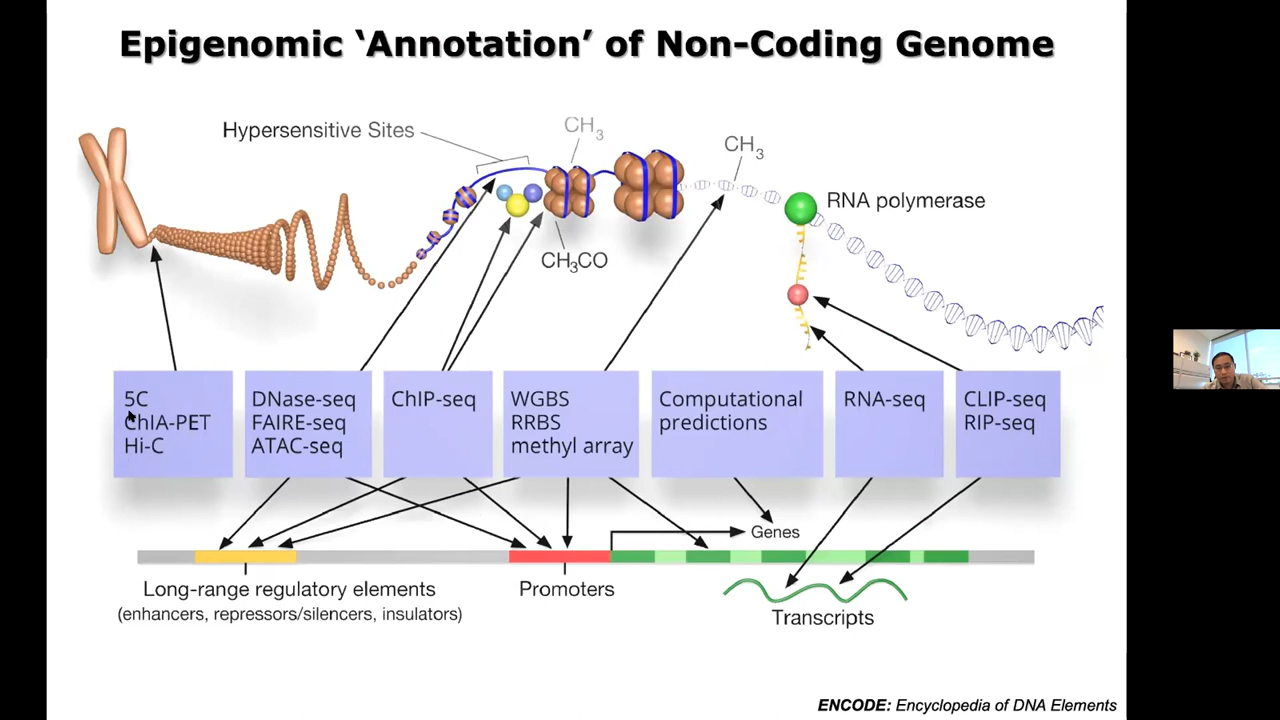 Epigenomic ‘Annotation’ of Non-Coding Genome
Hypersensitive Sites
CH3
CH3
RNA polymerase
CH3CO
5C
ChIA-PET
Hi-C
DNase-seq
FAIRE-seq
ATAC-seq
ChIP-seq
WGBS
RRBS
methyl array
Computational
predictions
RNA-seq
CLIP-seq
RIP-seq
Genes
Long-range regulatory elements
(enhancers, repressors/silencers, insulators)
Promoters
Transcripts
ENCODE: Encyclopedia of DNA Elements